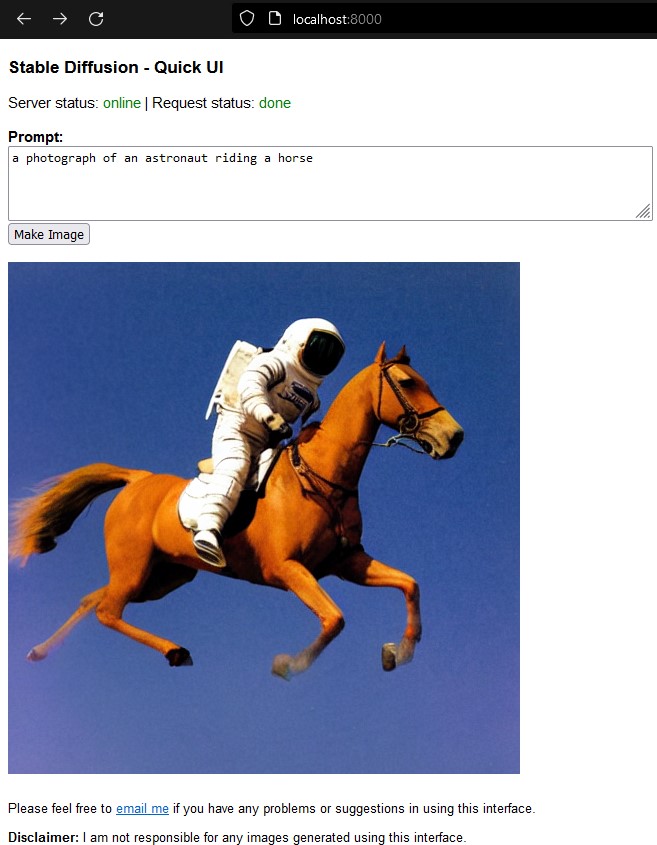 localhost:8000
Stable Diffusion - Quick UI
Server status: online | Request status: done
Prompt:
a photograph of an astronaut riding a horse
Make Image
Please feel free to email me if you have any problems or suggestions in using this interface.
Disclaimer: I am not responsible for any images generated using this interface.